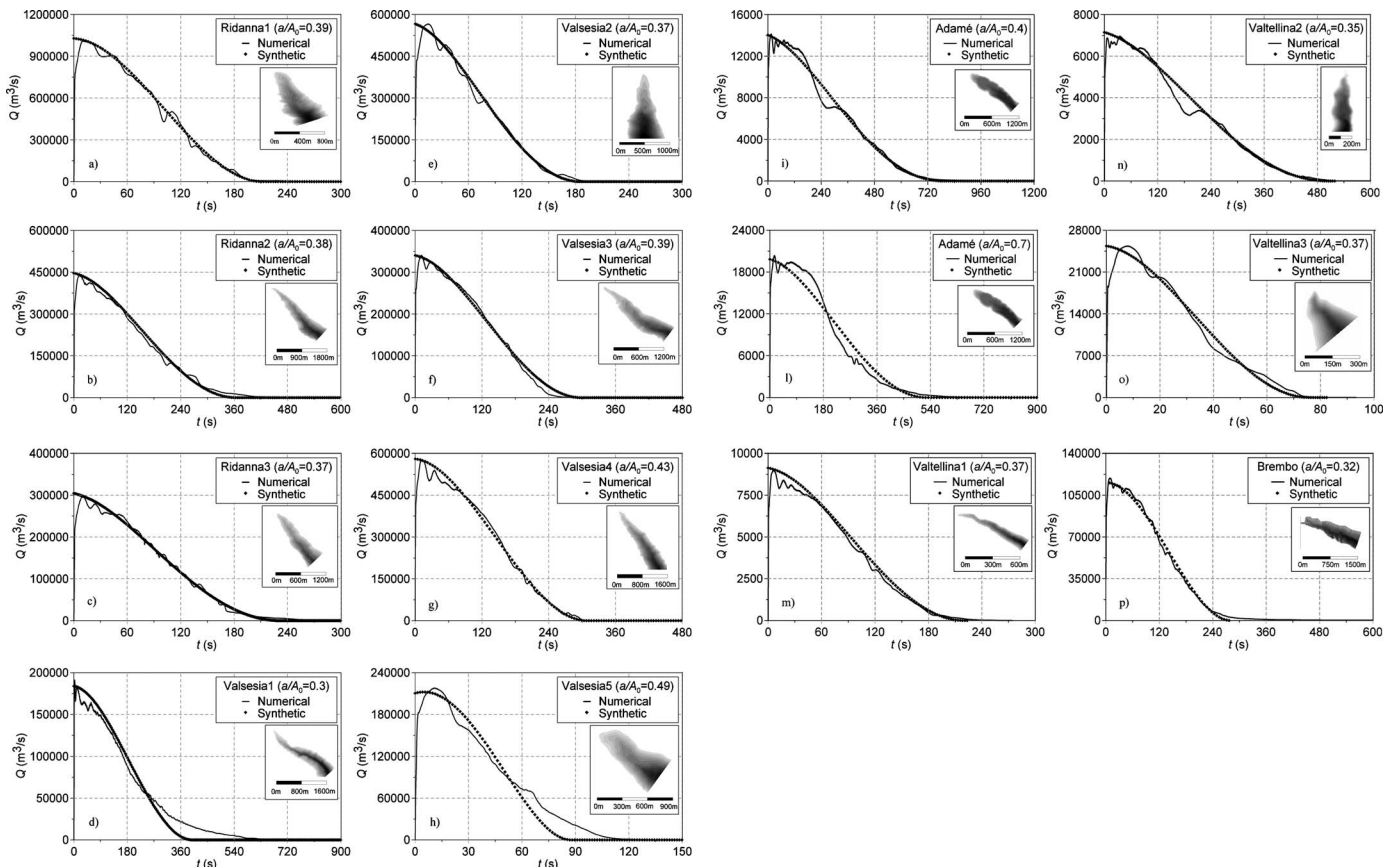 Ridanna1 (a/A0=0.39)
Numerical
Synthetic
Q (m3/s)
1200000
900000
600000
300000
0
0m 400m 800m
a)
0 60 120 180 240 300
t (s)
Valsesia2 (a/A0=0.37)
Numerical
Synthetic
Q (m3/s)
600000
450000
300000
150000
0
0m 500m 1000m
e)
0 60 120 180 240 300
t (s)
Adamé (a/A0=0.4)
Numerical
Synthetic
Q (m3/s)
16000
12000
8000
4000
0
0m 600m 1200m
i)
0 240 480 720 960 1200
t (s)
Valtellina2 (a/A0=0.35)
Numerical
Synthetic
Q (m3/s)
8000
6000
4000
2000
0
0m 200m
n)
0 120 240 360 480 600
t (s)
Ridanna2 (a/A0=0.38)
Numerical
Synthetic
Q (m3/s)
600000
450000
300000
150000
0
0m 900m 1800m
b)
0 120 240 360 480 600
t (s)
Valsesia3 (a/A0=0.39)
Numerical
Synthetic
Q (m3/s)
400000
300000
200000
100000
0
0m 600m 1200m
f)
0 120 240 360 480
t (s)
Adamé (a/A0=0.7)
Numerical
Synthetic
Q (m3/s)
24000
18000
12000
6000
0
0m 600m 1200m
l)
0 180 360 540 720 900
t (s)
Valtellina3 (a/A0=0.37)
Numerical
Synthetic
Q (m3/s)
28000
21000
14000
7000
0
0m 150m 300m
o)
0 20 40 60 80 100
t (s)
Ridanna3 (a/A0=0.37)
Numerical
Synthetic
Q (m3/s)
400000
300000
200000
100000
0
0m 600m 1200m
c)
0 60 120 180 240 300
t (s)
Valsesia4 (a/A0=0.43)
Numerical
Synthetic
Q (m3/s)
600000
450000
300000
150000
0
0m 800m 1600m
g)
0 120 240 360 480
t (s)
Valtellina1 (a/A0=0.37)
Numerical
Synthetic
Q (m3/s)
10000
7500
5000
2500
0
0m 300m 600m
m)
0 60 120 180 240 300
t (s)
Brembo (a/A0=0.32)
Numerical
Synthetic
Q (m3/s)
140000
105000
70000
35000
0
0m 750m 1500m
p)
0 120 240 360 480 600
t (s)
Valsesia1 (a/A0=0.3)
Numerical
Synthetic
Q (m3/s)
200000
150000
100000
50000
0
0m 800m 1600m
d)
0 180 360 540 720 900
t (s)
Valsesia5 (a/A0=0.49)
Numerical
Synthetic
Q (m3/s)
240000
180000
120000
60000
0
0m 300m 600m 900m
h)
0 30 60 90 120 150
t (s)